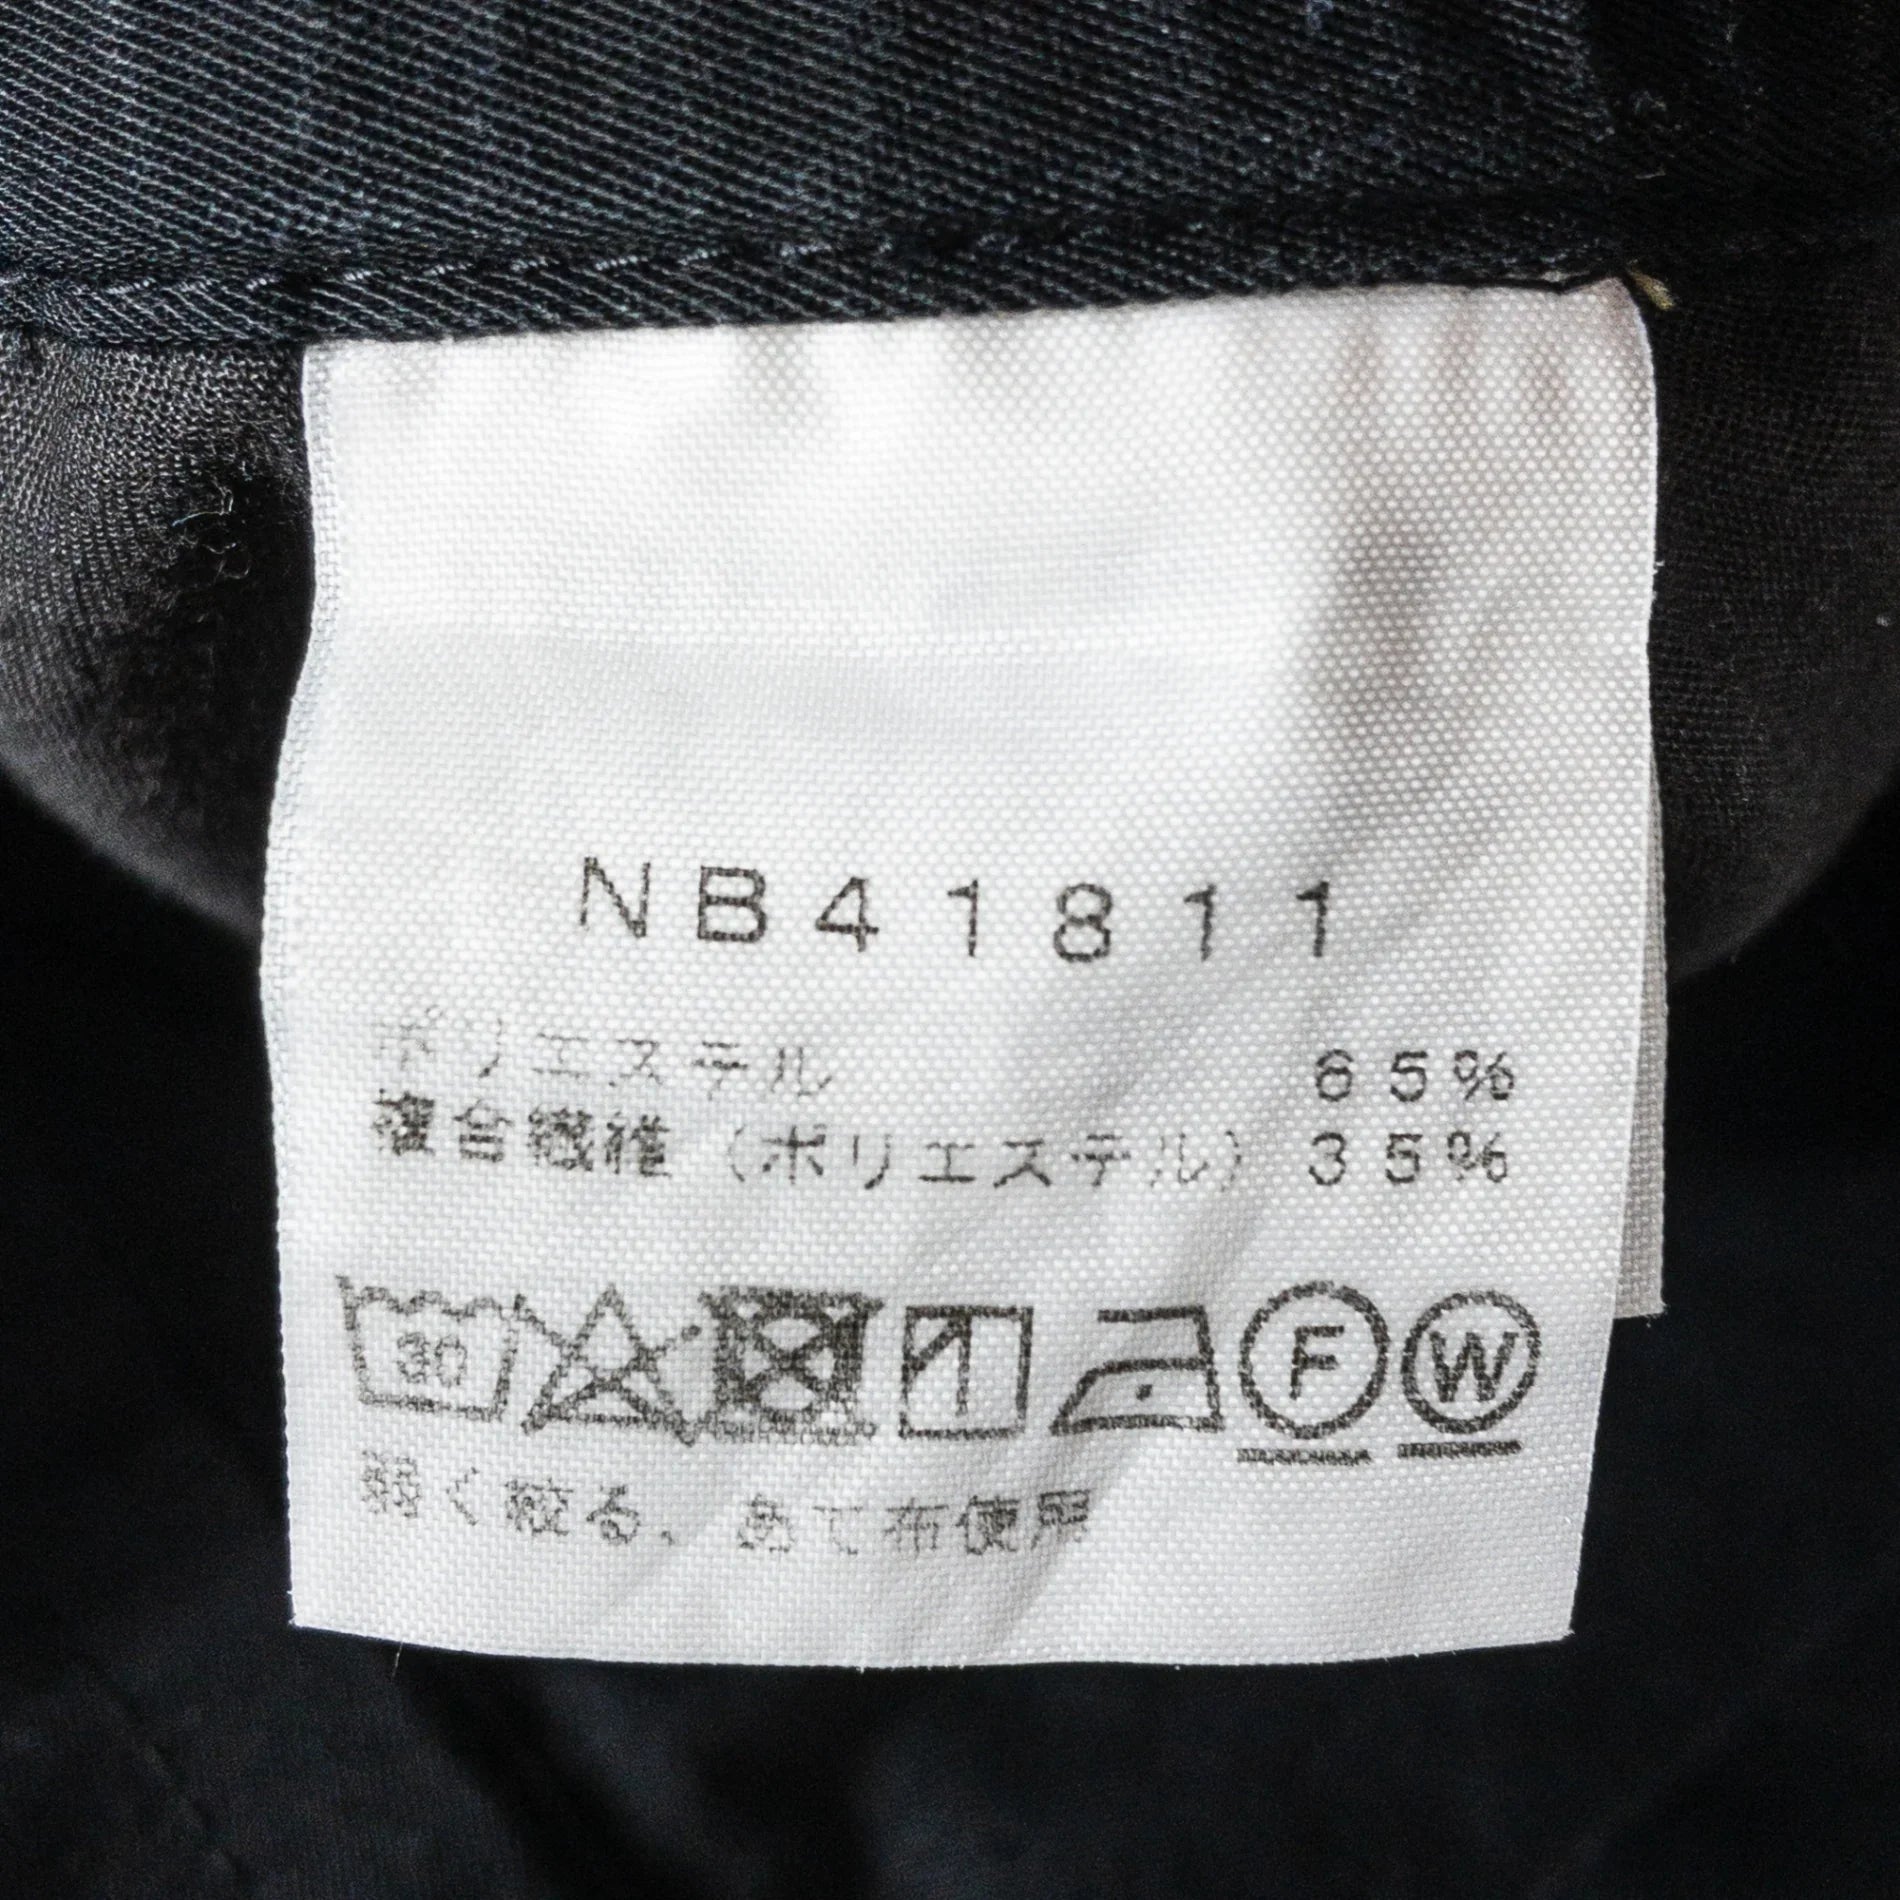 NB41811
ポリエステル 65%
複合繊維（ポリエステル）35%
30 F W
弱く絞る、あて布使用